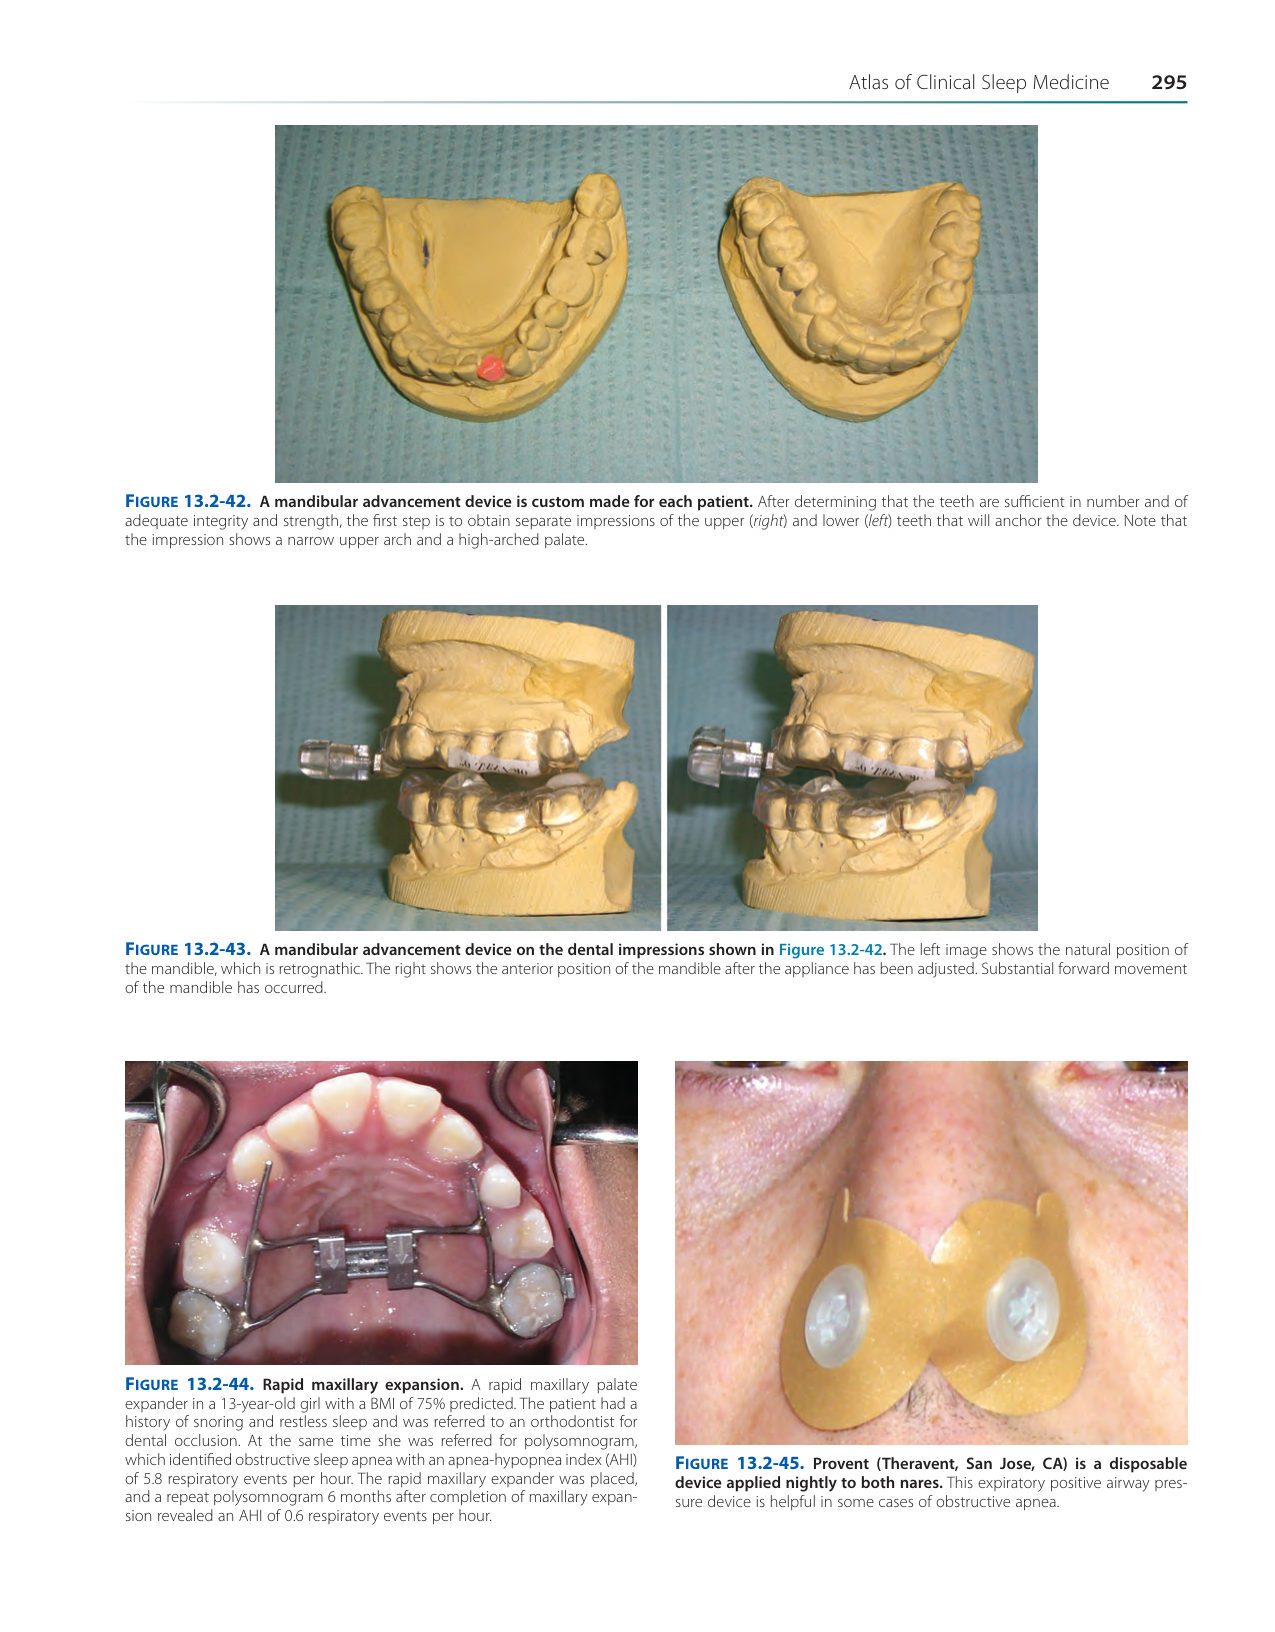 Atlas of Clinical Sleep Medicine 295
FIGURE 13.2-42. A mandibular advancement device is custom made for each patient. After determining that the teeth are sufficient in number and of
adequate integrity and strength, the first step is to obtain separate impressions of the upper (right) and lower (left) teeth that will anchor the device. Note that
the impression shows a narrow upper arch and a high-arched palate.
FIGURE 13.2-43. A mandibular advancement device on the dental impressions shown in Figure 13.2-42. The left image shows the natural position of
the mandible, which is retrognathic. The right shows the anterior position of the mandible after the appliance has been adjusted. Substantial forward movement
of the mandible has occurred.
FIGURE 13.2-44. Rapid maxillary expansion. A rapid maxillary palate
expander in a 13-year-old girl with a BMI of 75% predicted. The patient had a
history of snoring and restless sleep and was referred to an orthodontist for
dental occlusion. At the same time she was referred for polysomnogram,
which identified obstructive sleep apnea with an apnea-hypopnea index (AHI)
of 5.8 respiratory events per hour. The rapid maxillary expander was placed,
and a repeat polysomnogram 6 months after completion of maxillary expan-
sion revealed an AHI of 0.6 respiratory events per hour.
FIGURE 13.2-45. Provent (Theravent, San Jose, CA) is a disposable
device applied nightly to both nares. This expiratory positive airway pres-
sure device is helpful in some cases of obstructive apnea.